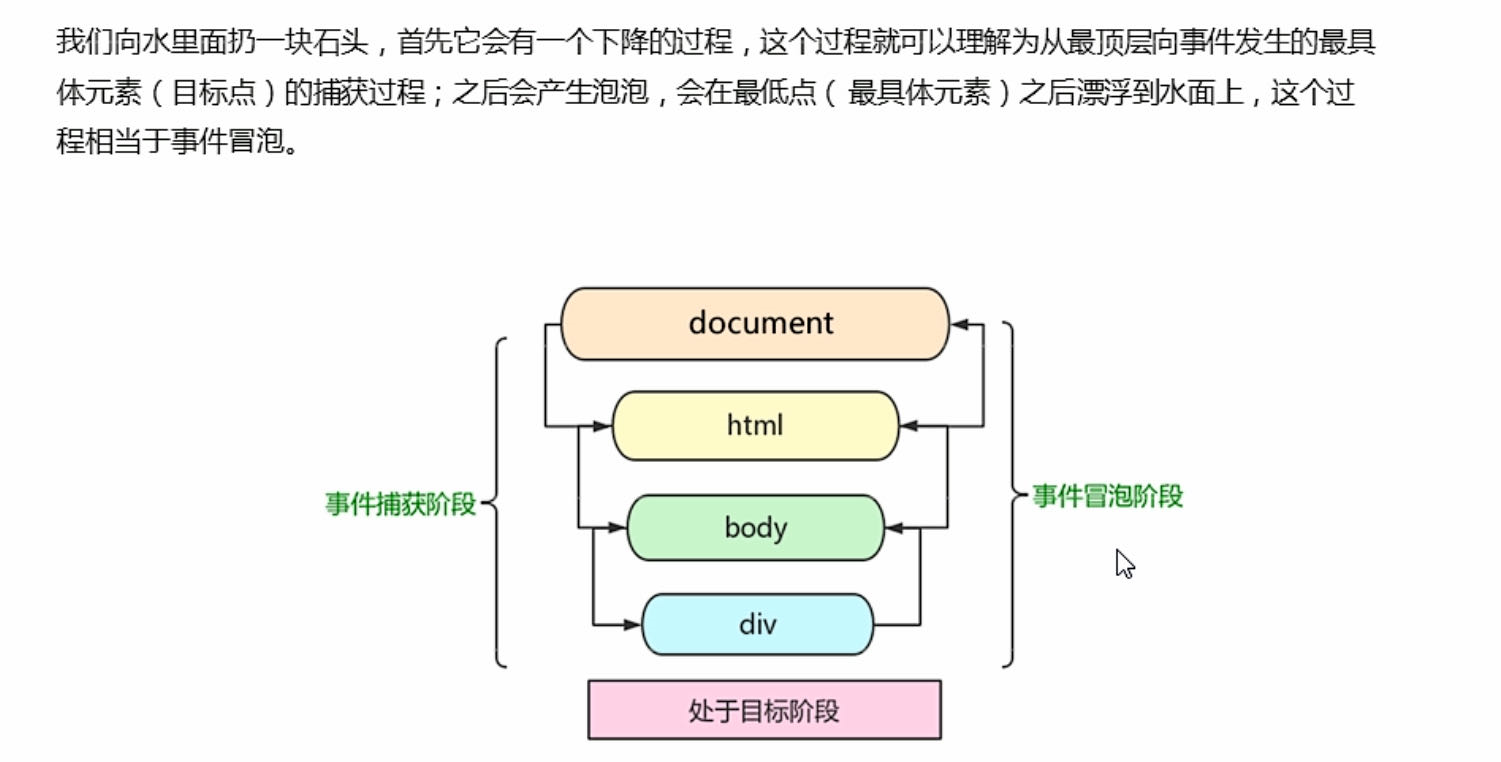 我们向水里面扔一块石头，首先它会有一个下降的过程，这个过程就可以理解为从最顶层向事件发生的最具
体元素（目标点）的捕获过程；之后会产生泡泡，会在最低点（ 最具体元素）之后漂浮到水面上，这个过
程相当于事件冒泡。
document
html
事件捕获阶段
事件冒泡阶段
body
div
处于目标阶段